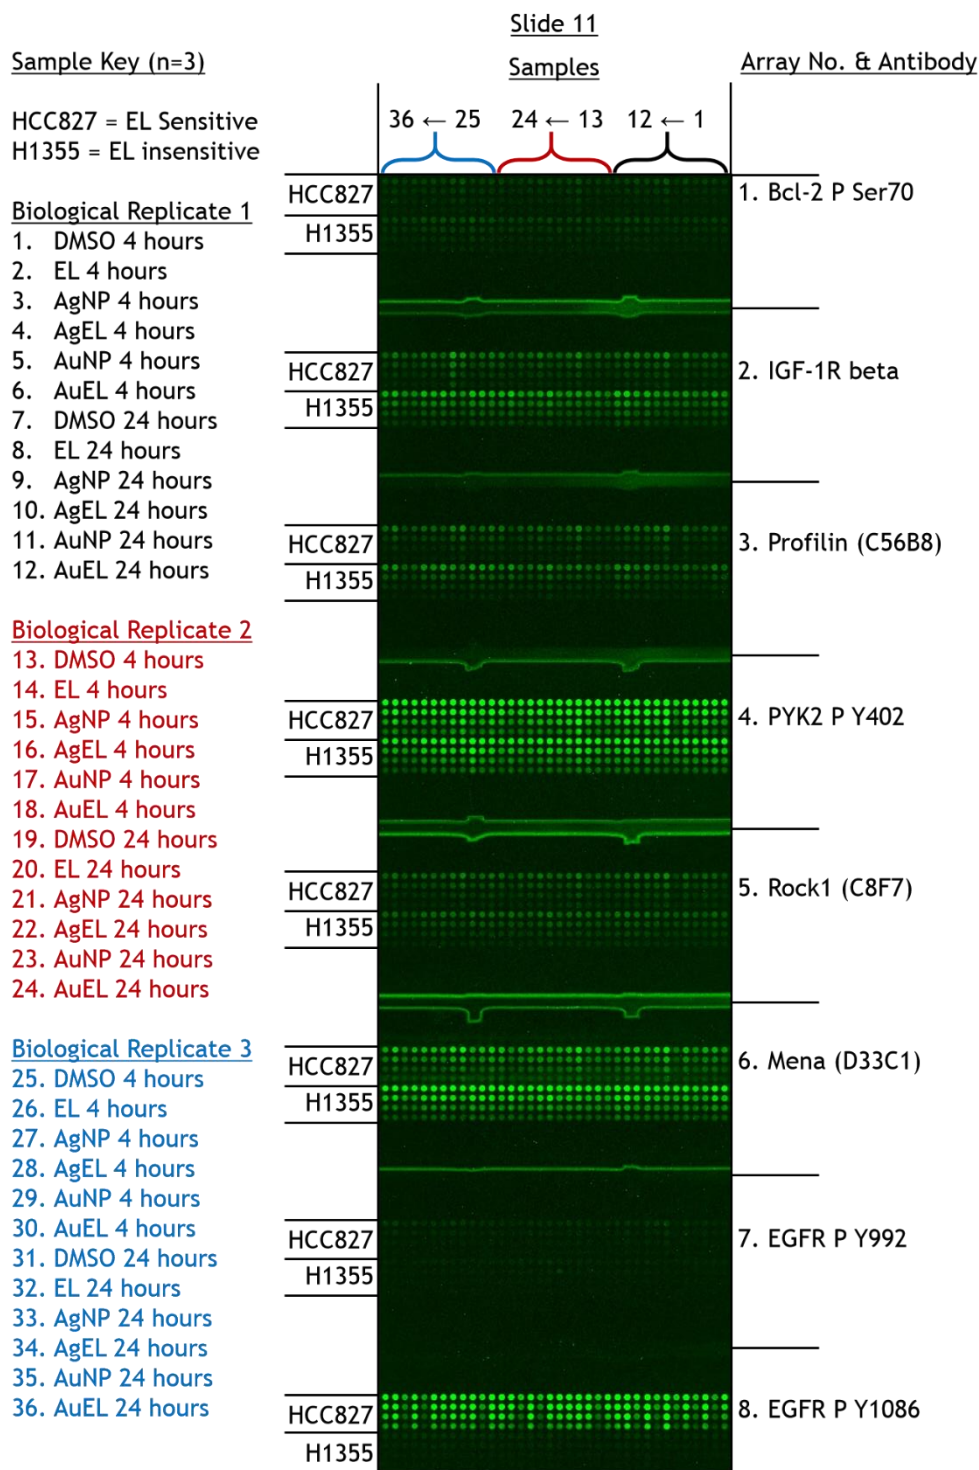 Slide 11
Sample Key (n=3)
Samples
Array No. & Antibody
HCC827 = EL Sensitive
H1355 = EL insensitive
36 ← 25
24 ← 13
12 ← 1
Biological Replicate 1
1. DMSO 4 hours
2. EL 4 hours
3. AgNP 4 hours
4. AgEL 4 hours
5. AuNP 4 hours
6. AuEL 4 hours
7. DMSO 24 hours
8. EL 24 hours
9. AgNP 24 hours
10. AgEL 24 hours
11. AuNP 24 hours
12. AuEL 24 hours
Biological Replicate 2
13. DMSO 4 hours
14. EL 4 hours
15. AgNP 4 hours
16. AgEL 4 hours
17. AuNP 4 hours
18. AuEL 4 hours
19. DMSO 24 hours
20. EL 24 hours
21. AgNP 24 hours
22. AgEL 24 hours
23. AuNP 24 hours
24. AuEL 24 hours
Biological Replicate 3
25. DMSO 4 hours
26. EL 4 hours
27. AgNP 4 hours
28. AgEL 4 hours
29. AuNP 4 hours
30. AuEL 4 hours
31. DMSO 24 hours
32. EL 24 hours
33. AgNP 24 hours
34. AgEL 24 hours
35. AuNP 24 hours
36. AuEL 24 hours
HCC827
H1355
1. Bcl-2 P Ser70
HCC827
H1355
2. IGF-1R beta
HCC827
H1355
3. Profilin (C56B8)
HCC827
H1355
4. PYK2 P Y402
HCC827
H1355
5. Rock1 (C8F7)
HCC827
H1355
6. Mena (D33C1)
HCC827
H1355
7. EGFR P Y992
HCC827
H1355
8. EGFR P Y1086